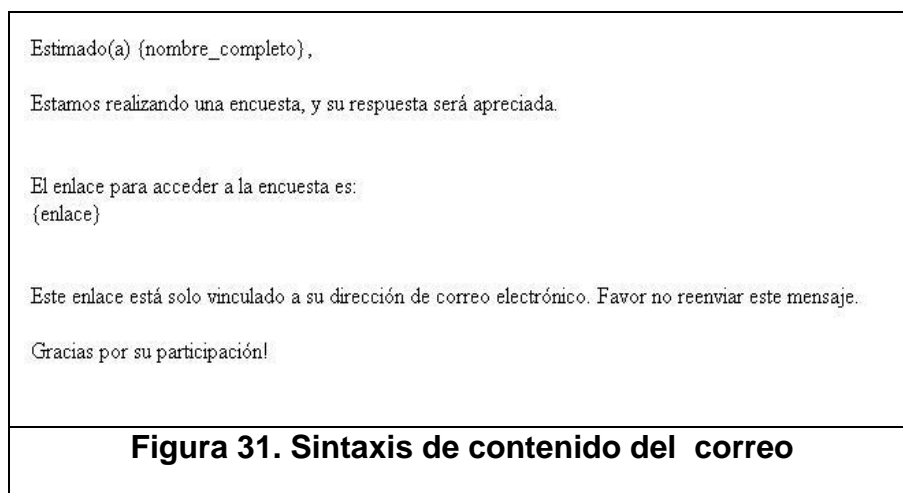 Estimado(a) {nombre_completo},
Estamos realizando una encuesta, y su respuesta será apreciada.
El enlace para acceder a la encuesta es:
{enlace}
Este enlace está solo vinculado a su dirección de correo electrónico. Favor no reenviar este mensaje.
Gracias por su participación!
Figura 31. Sintaxis de contenido del  correo